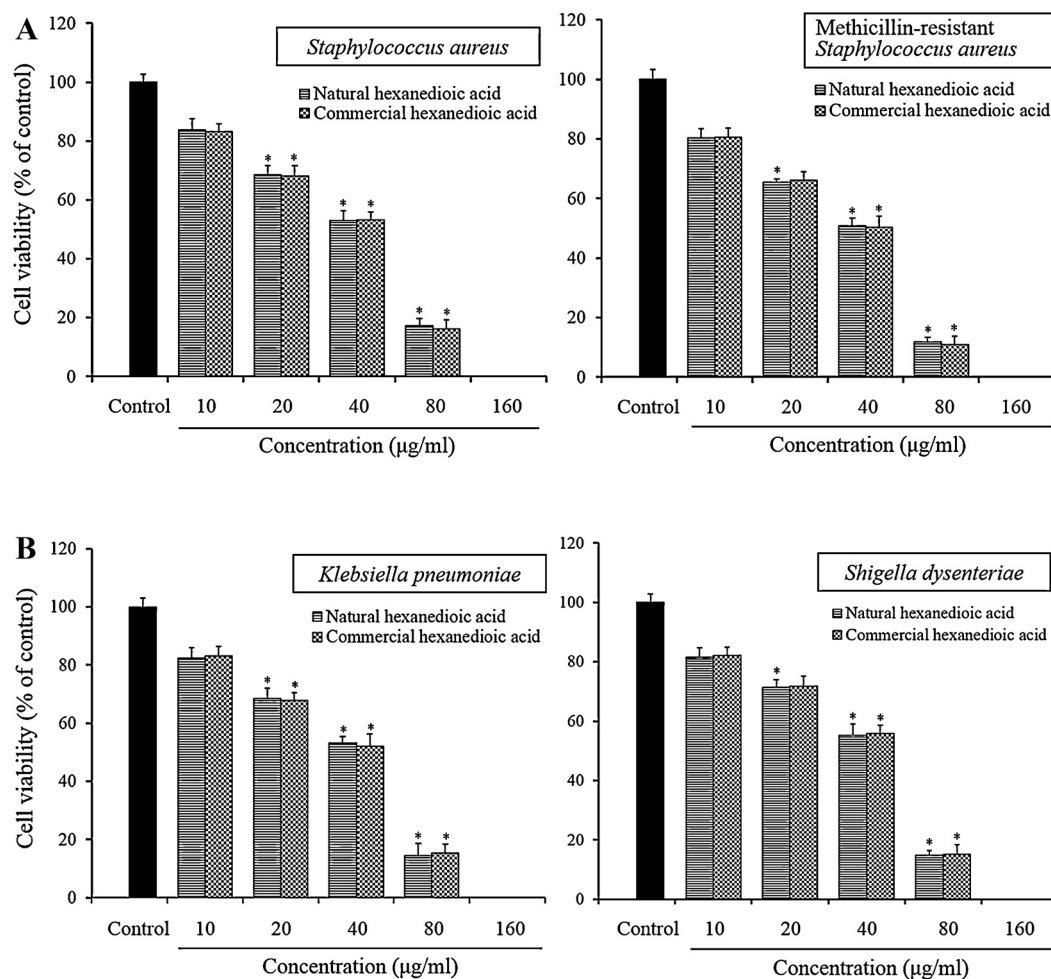 A
Cell viability (% of control)
120
100
80
60
40
20
0
Staphylococcus aureus
Natural hexanedioic acid
Commercial hexanedioic acid
* * * * * *
Control 10 20 40 80 160
Concentration (µg/ml)
120
100
80
60
40
20
0
Methicillin-resistant
Staphylococcus aureus
Natural hexanedioic acid
Commercial hexanedioic acid
* * * * *
Control 10 20 40 80 160
Concentration (µg/ml)
B
Cell viability (% of control)
120
100
80
60
40
20
0
Klebsiella pneumoniae
Natural hexanedioic acid
Commercial hexanedioic acid
* * * * * *
Control 10 20 40 80 160
Concentration (µg/ml)
120
100
80
60
40
20
0
Shigella dysenteriae
Natural hexanedioic acid
Commercial hexanedioic acid
* * * * *
Control 10 20 40 80 160
Concentration (µg/ml)